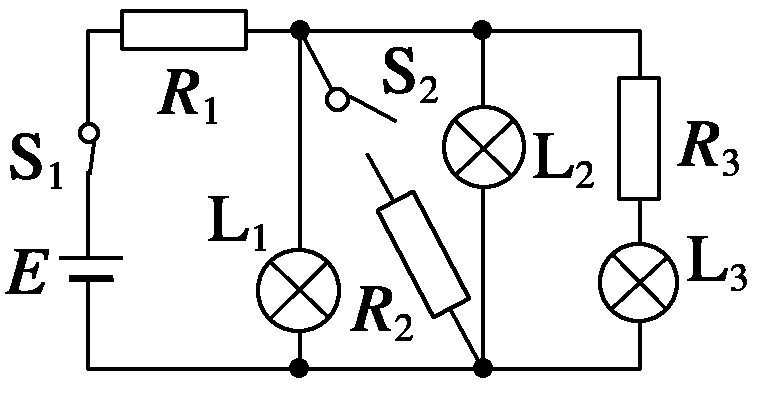 R₁
S₂
S₁
L₂
R₃
L₁
E
R₂
L₃